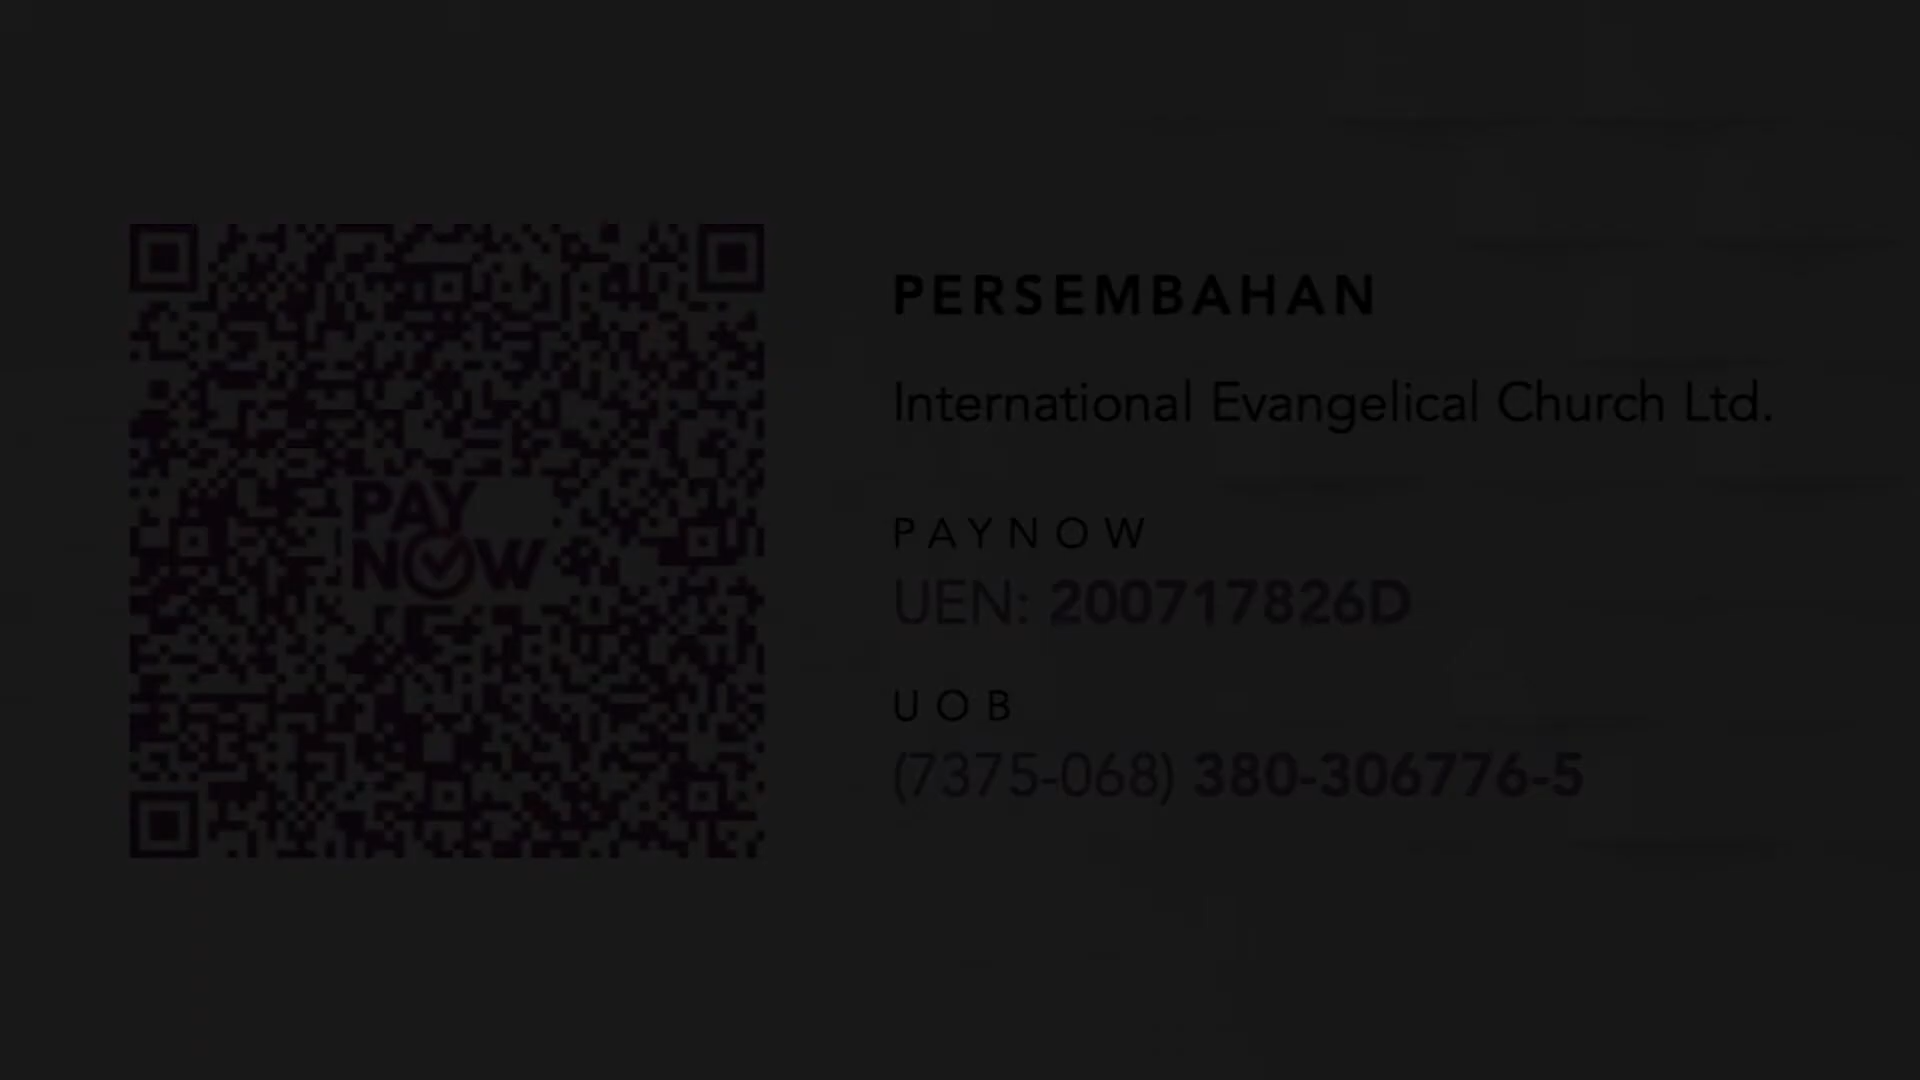 PAY
NOW
PERSEMBAHAN
International Evangelical Church Ltd.
PAYNOW
UEN: 200717826D
UOB
(7375-068) 380-306776-5